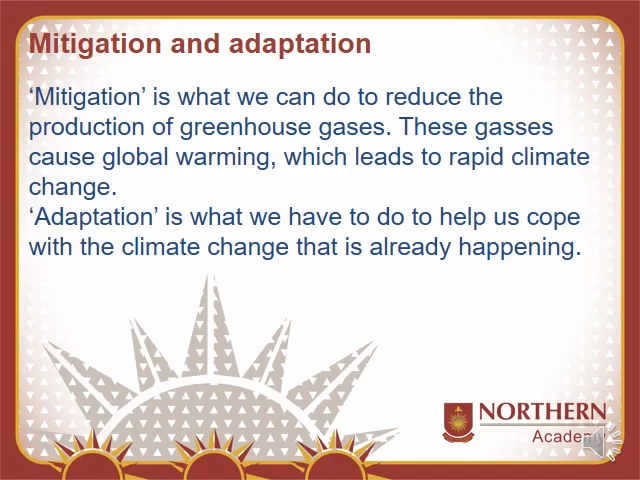 Mitigation and adaptation
‘Mitigation’ is what we can do to reduce the
production of greenhouse gases. These gasses
cause global warming, which leads to rapid climate
change.
‘Adaptation’ is what we have to do to help us cope
with the climate change that is already happening.
NORTHERN
Academy